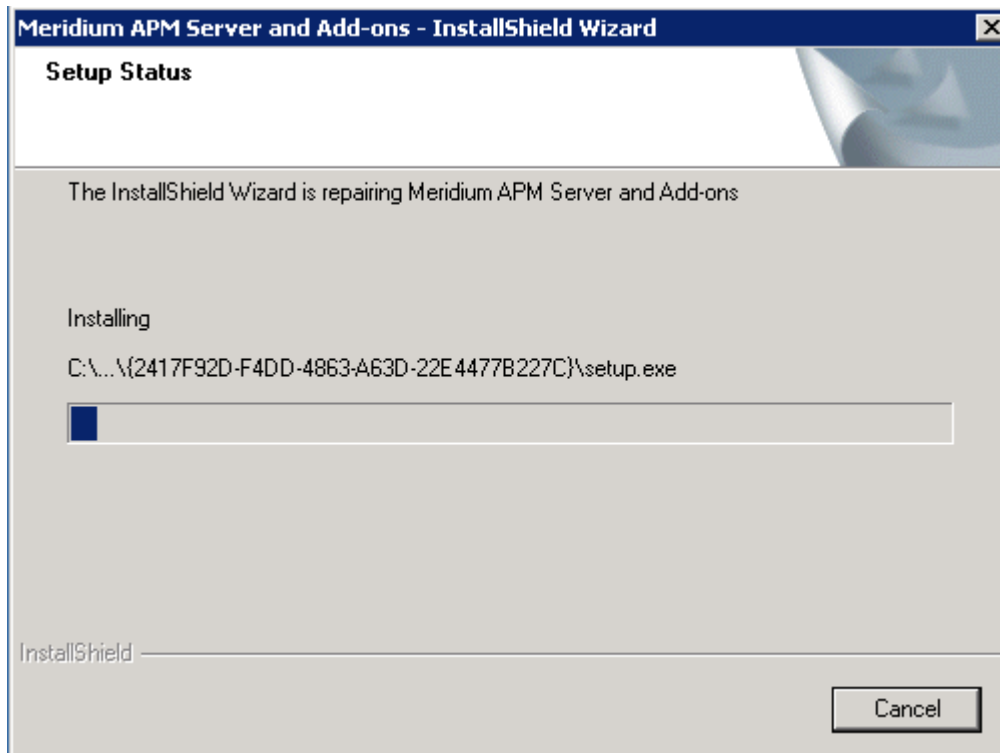 Meridium APM Server and Add-ons - InstallShield Wizard
Setup Status
The InstallShield Wizard is repairing Meridium APM Server and Add-ons
Installing
C:\...\{2417F92D-F4DD-4863-A63D-22E4477B227C}\setup.exe
InstallShield
Cancel